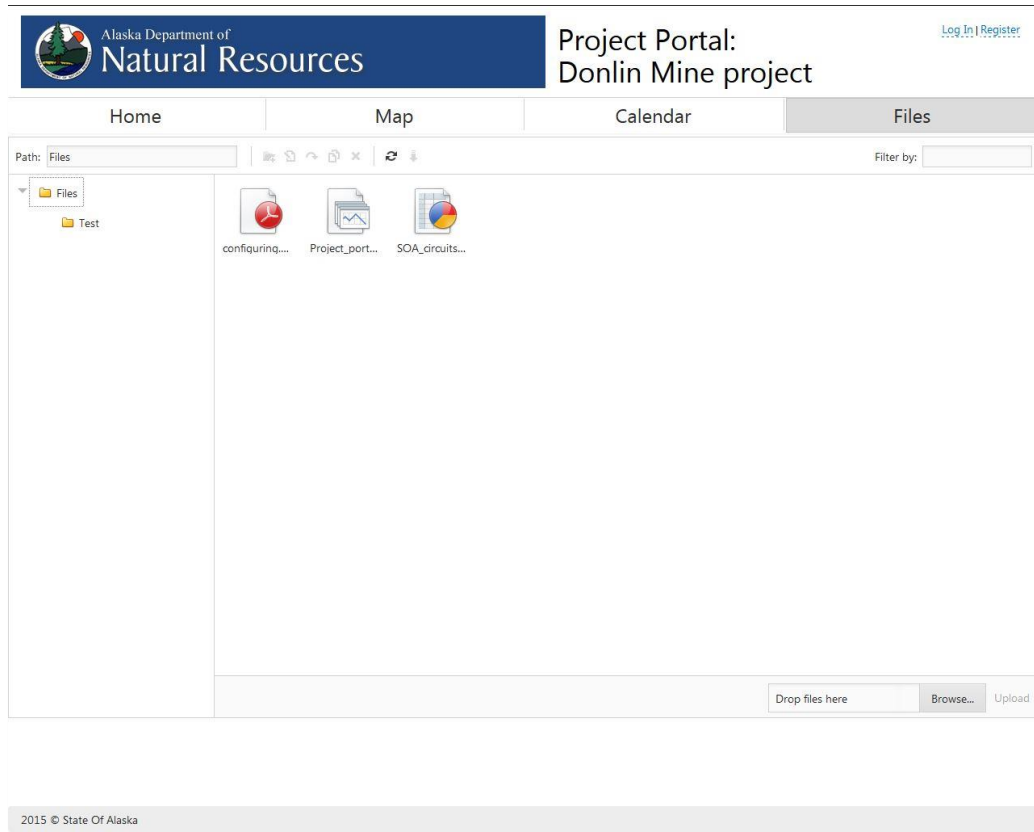 Alaska Department of
Natural Resources
Project Portal:
Donlin Mine project
Log In | Register
Home Map Calendar Files
Path: Files
Filter by:
Files
Test
configuring.... Project_port... SOA_circuits...
Drop files here Browse... Upload
2015 © State Of Alaska